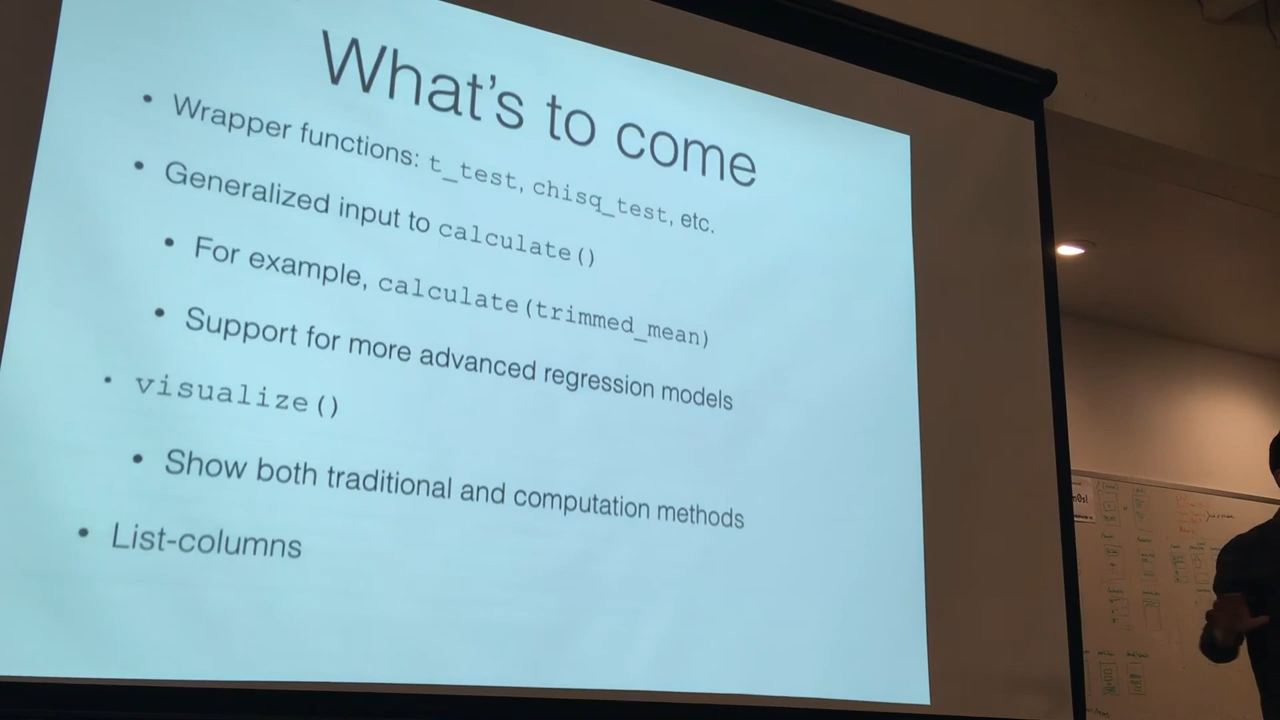 What's to come
• Wrapper functions: t_test, chisq_test, etc.
• Generalized input to calculate()
• For example, calculate(trimmed_mean)
• Support for more advanced regression models
• visualize()
• Show both traditional and computation methods
• List-columns